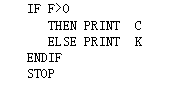 IF F>0
THEN PRINT C
ELSE PRINT K
ENDIF
STOP